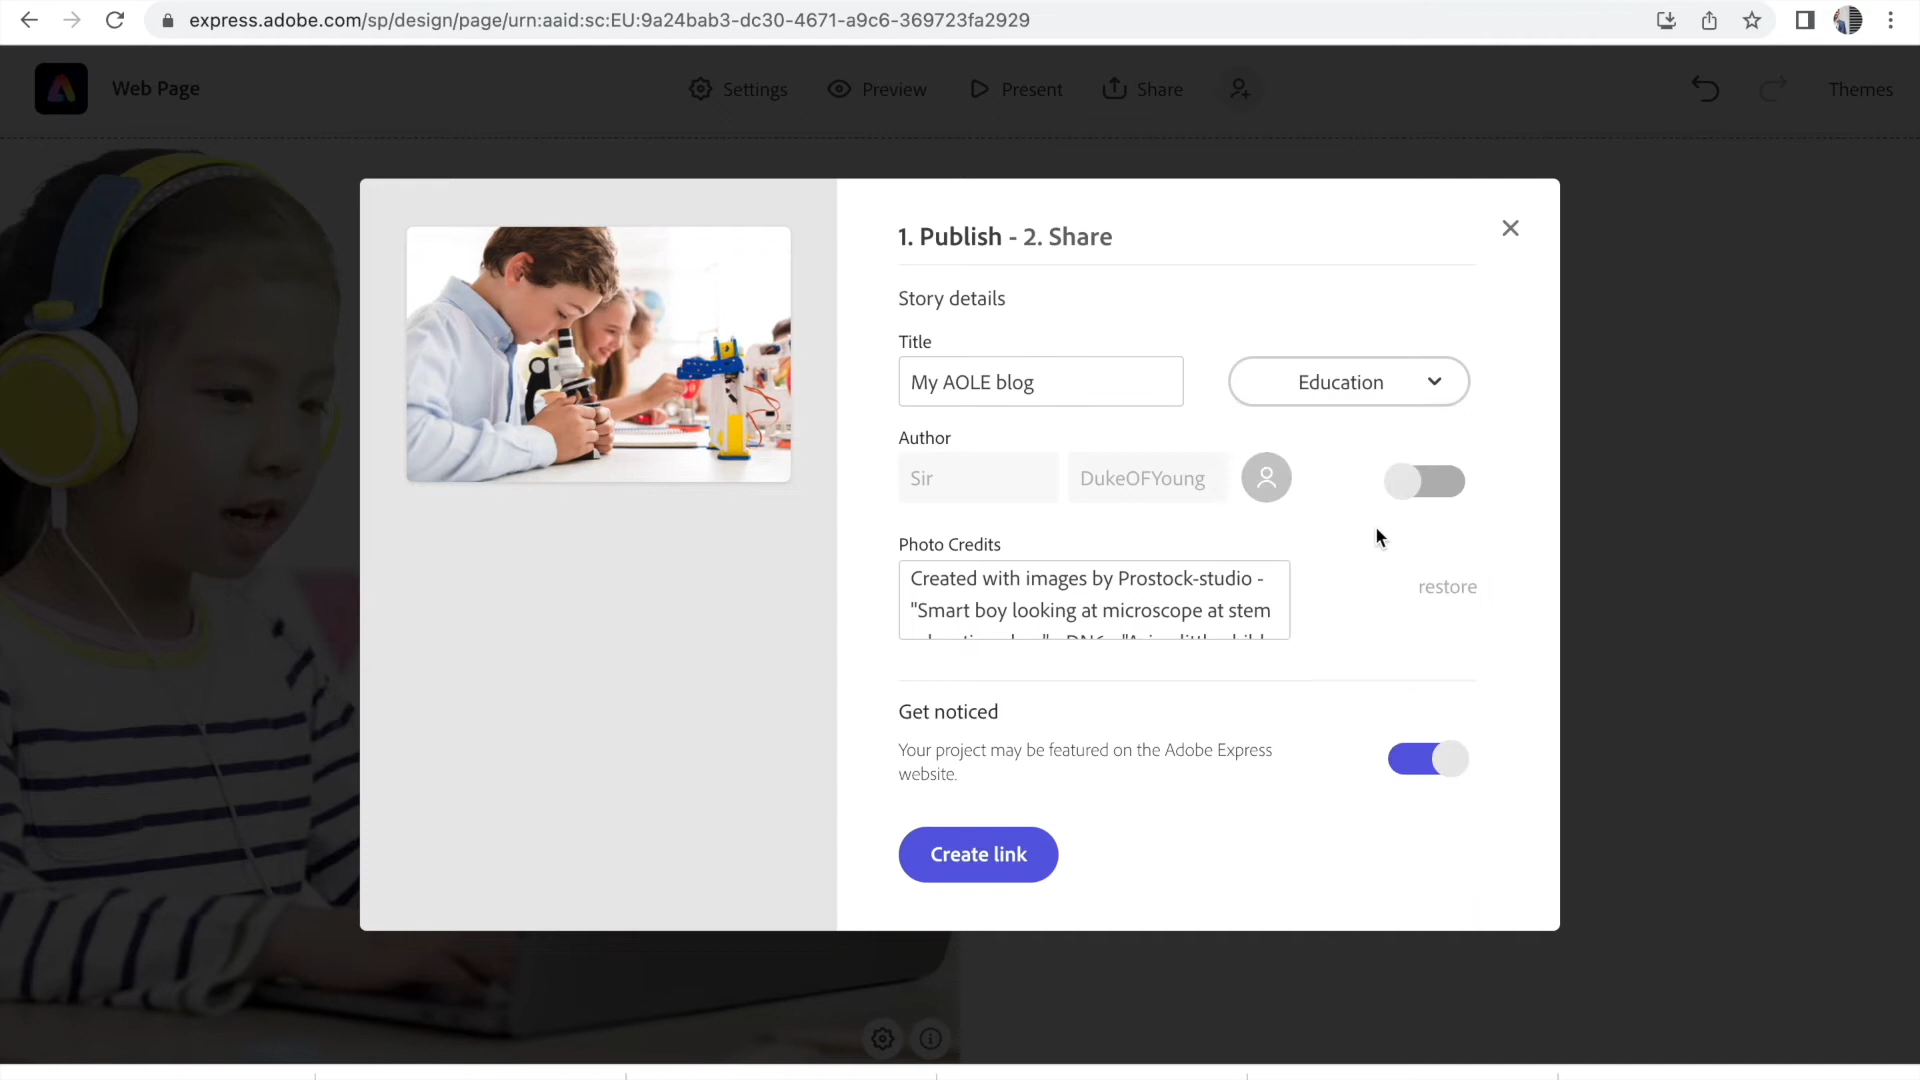 express.adobe.com/sp/design/page/urn:aaid:sc:EU:9a24bab3-dc30-4671-a9c6-369723fa2929
Web Page
Settings
Preview
Present
Share
Themes
1. Publish - 2. Share
Story details
Title
My AOLE blog
Education
Author
Sir
DukeOFYoung
Photo Credits
Created with images by Prostock-studio -
"Smart boy looking at microscope at stem
restore
Get noticed
Your project may be featured on the Adobe Express
website.
Create link